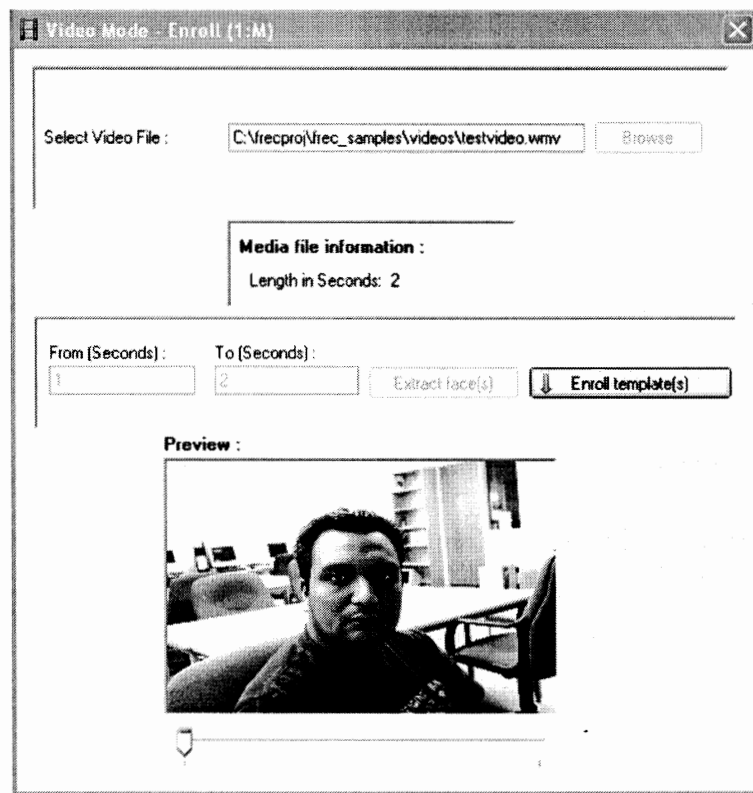 Video Mode - Enroll (1:M)
Select Video File : C:\frecproj\frec_samples\videos\testvideo.wmv Browse
Media file information :
Length in Seconds: 2
From (Seconds) : To (Seconds) :
1 2 Extract face(s) Enroll template(s)
Preview :